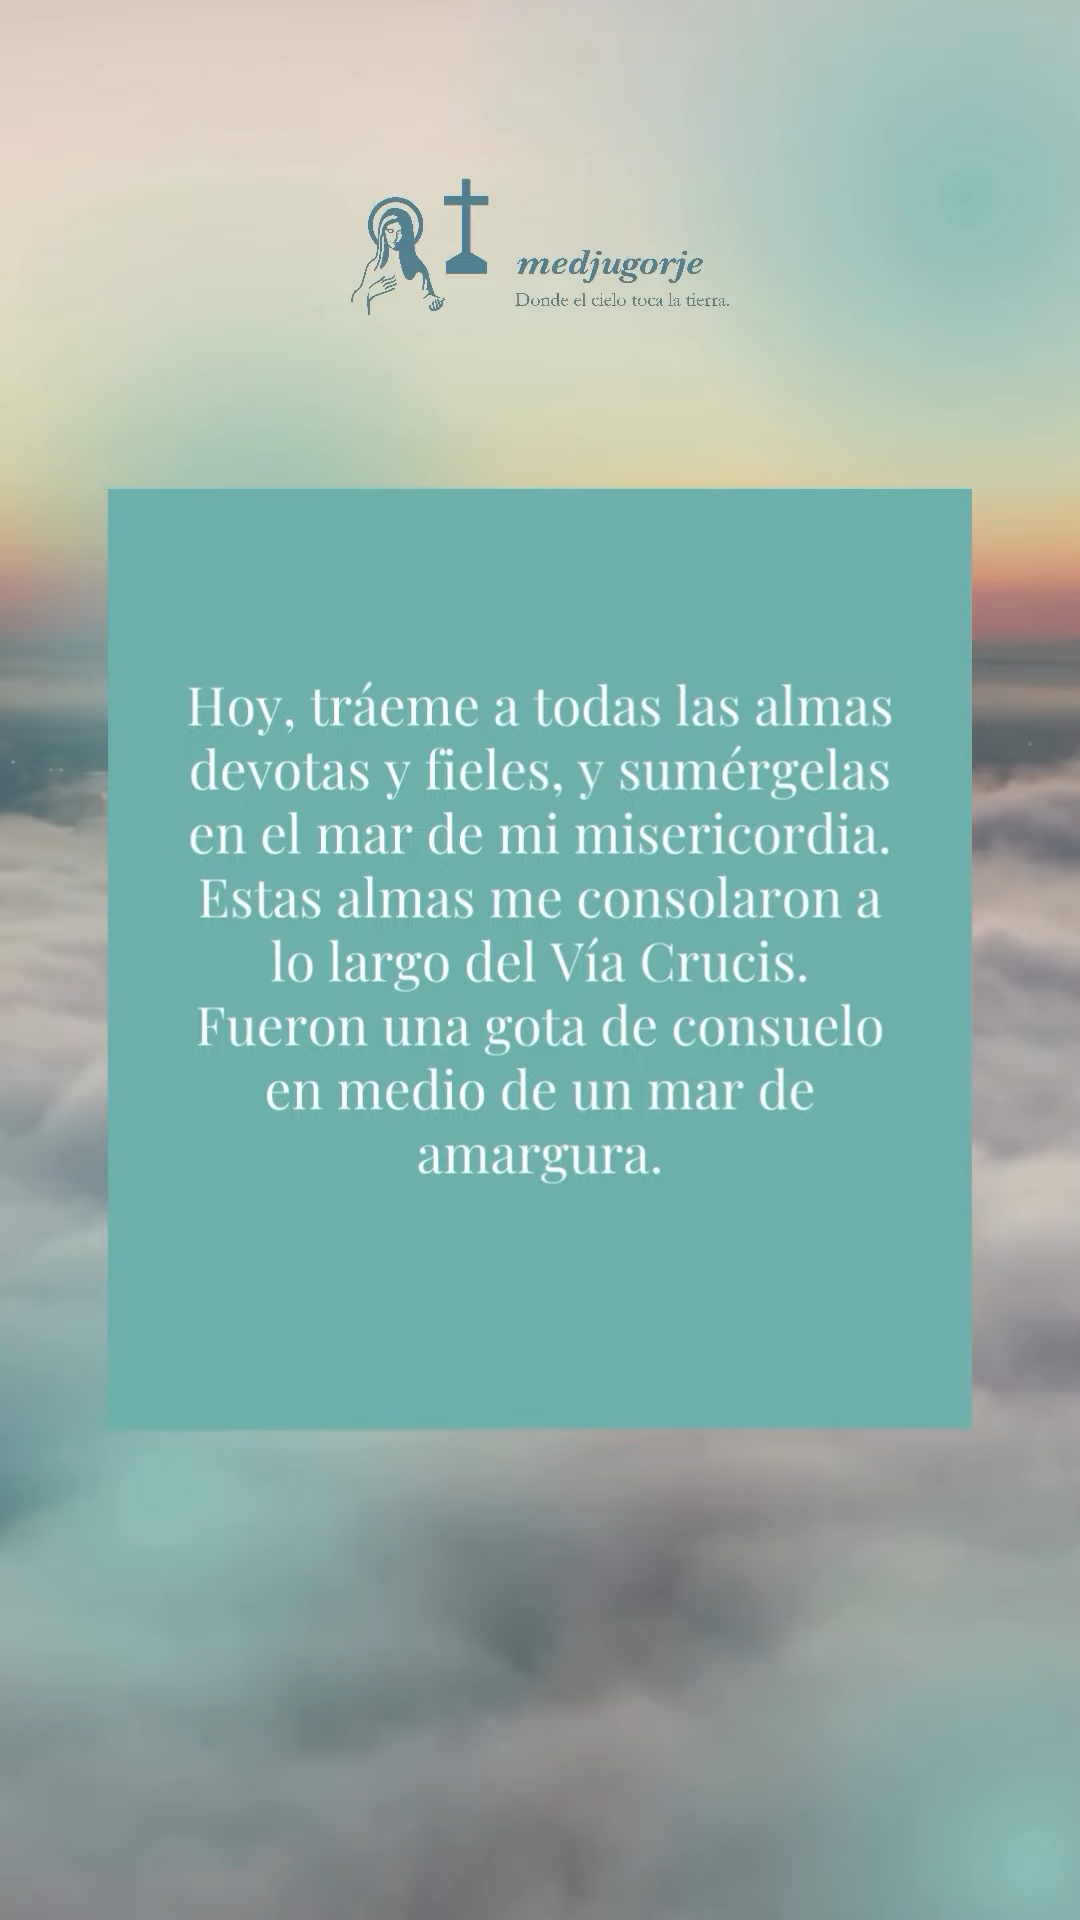 medjugorje
Donde el cielo toca la tierra.
Hoy, tráeme a todas las almas
devotas y fieles, y sumérgelas
en el mar de mi misericordia.
Estas almas me consolaron a
lo largo del Vía Crucis.
Fueron una gota de consuelo
en medio de un mar de
amargura.